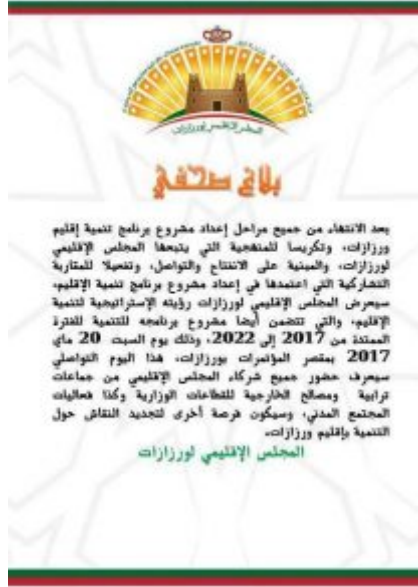 المجلس الإقليمي لورزازات
بلاغ صحفي
بعد الانتهاء من جميع مراحل إعداد مشروع برنامج تنمية إقليم
ورزازات، وتكريسا للمنهجية التي يتبعها المجلس الإقليمي
لورزازات، والمبنية على الانفتاح والتواصل، وتفعيلا للمقاربة
التشاركية التي اعتمدها في إعداد مشروع برنامج تنمية الإقليم،
سيعرض المجلس الإقليمي لورزازات رؤيته الإستراتيجية لتنمية
الإقليم، والتي تتضمن أيضا مشروع برنامجه للتنمية للفترة
الممتدة من 2017 إلى 2022، وذلك يوم السبت 20 ماي
2017 بمقصر المؤتمرات بورزازات، هذا اليوم التواصلي
سيعرف حضور جميع شركاء المجلس الإقليمي من جماعات
ترابية ومصالح الخارجية للقطاعات الوزارية وكذا فعاليات
المجتمع المدني، وسيكون فرصة أخرى لتجديد النقاش حول
التنمية بإقليم ورزازات.
المجلس الإقليمي لورزازات